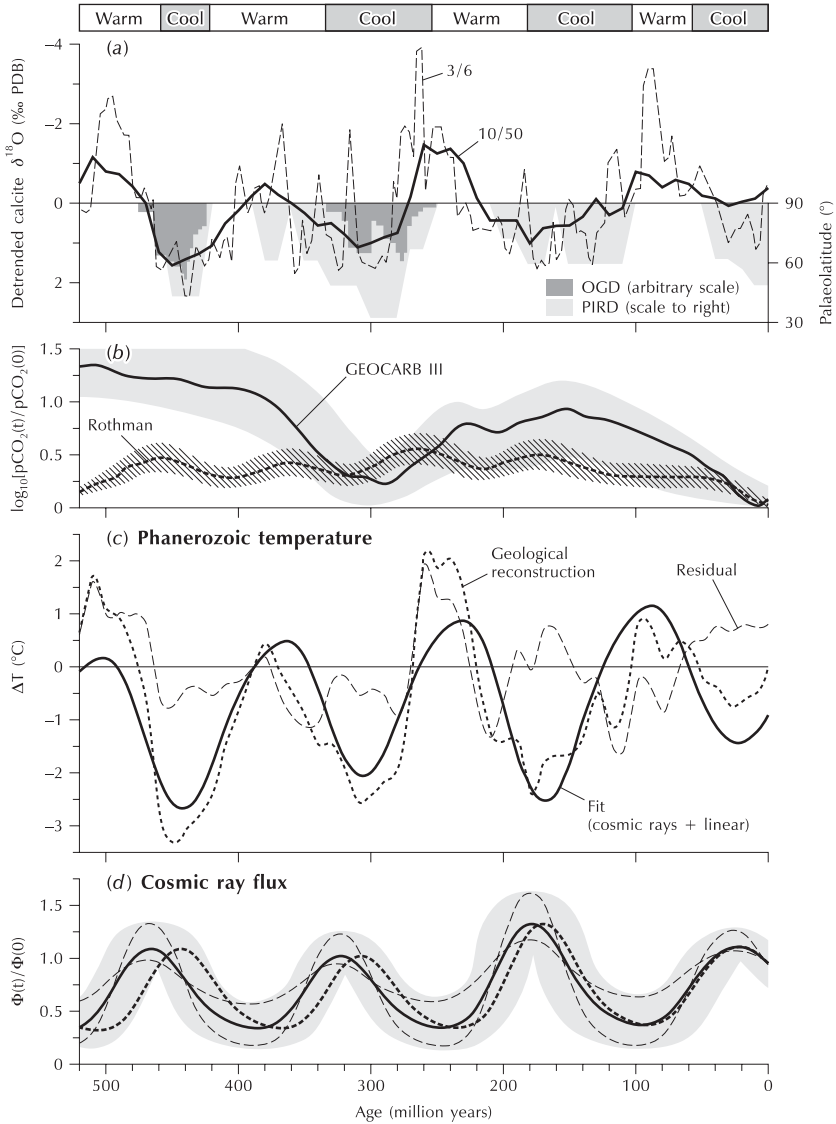 Warm Cool Warm Cool Warm Cool Warm Cool
(a)
Detrended calcite δ¹⁸O (‰ PDB)
−4
−2
0
2
3/6
10/50
90
60
30
Palaeolatitude (°)
OGD (arbitrary scale)
PIRD (scale to right)
(b)
log₁₀[pCO₂(t)/pCO₂(0)]
1.5
1.0
0.5
0
GEOCARB III
Rothman
(c) Phanerozoic temperature
ΔT (°C)
2
1
0
−1
−2
−3
Geological
reconstruction
Residual
Fit
(cosmic rays + linear)
(d) Cosmic ray flux
Φ(t)/Φ(0)
1.5
1.0
0.5
0
500 400 300 200 100 0
Age (million years)